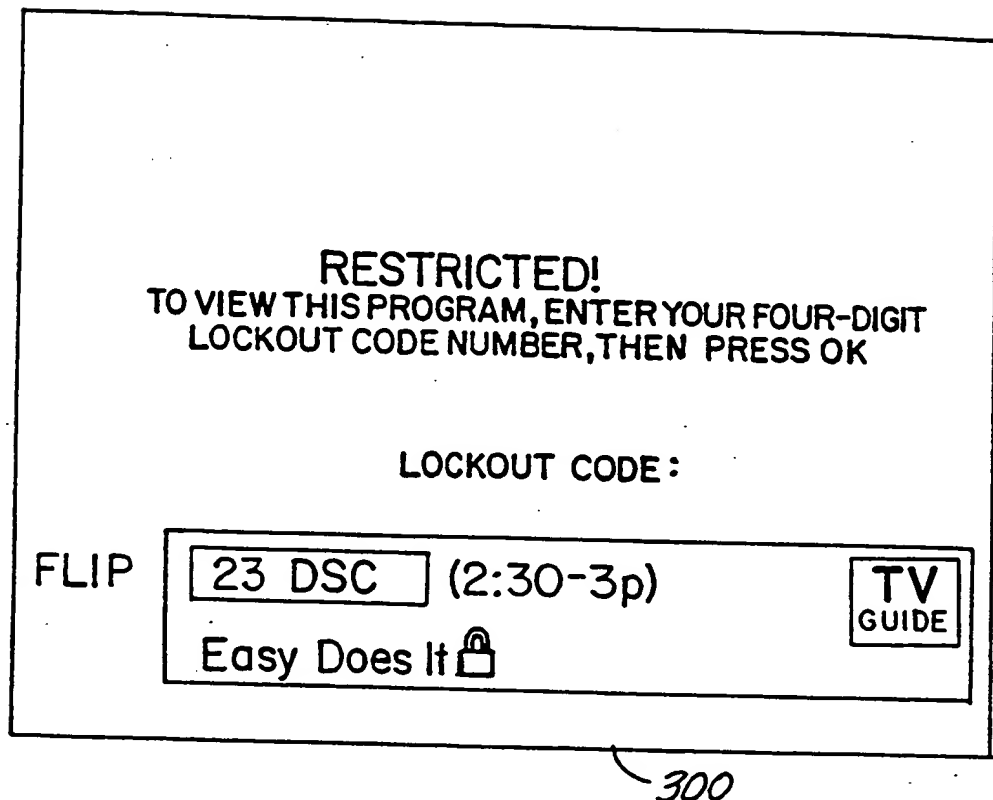 RESTRICTED!
TO VIEW THIS PROGRAM, ENTER YOUR FOUR-DIGIT
LOCKOUT CODE NUMBER, THEN PRESS OK
LOCKOUT CODE:
FLIP
23 DSC (2:30-3p)
TV
GUIDE
Easy Does It
300